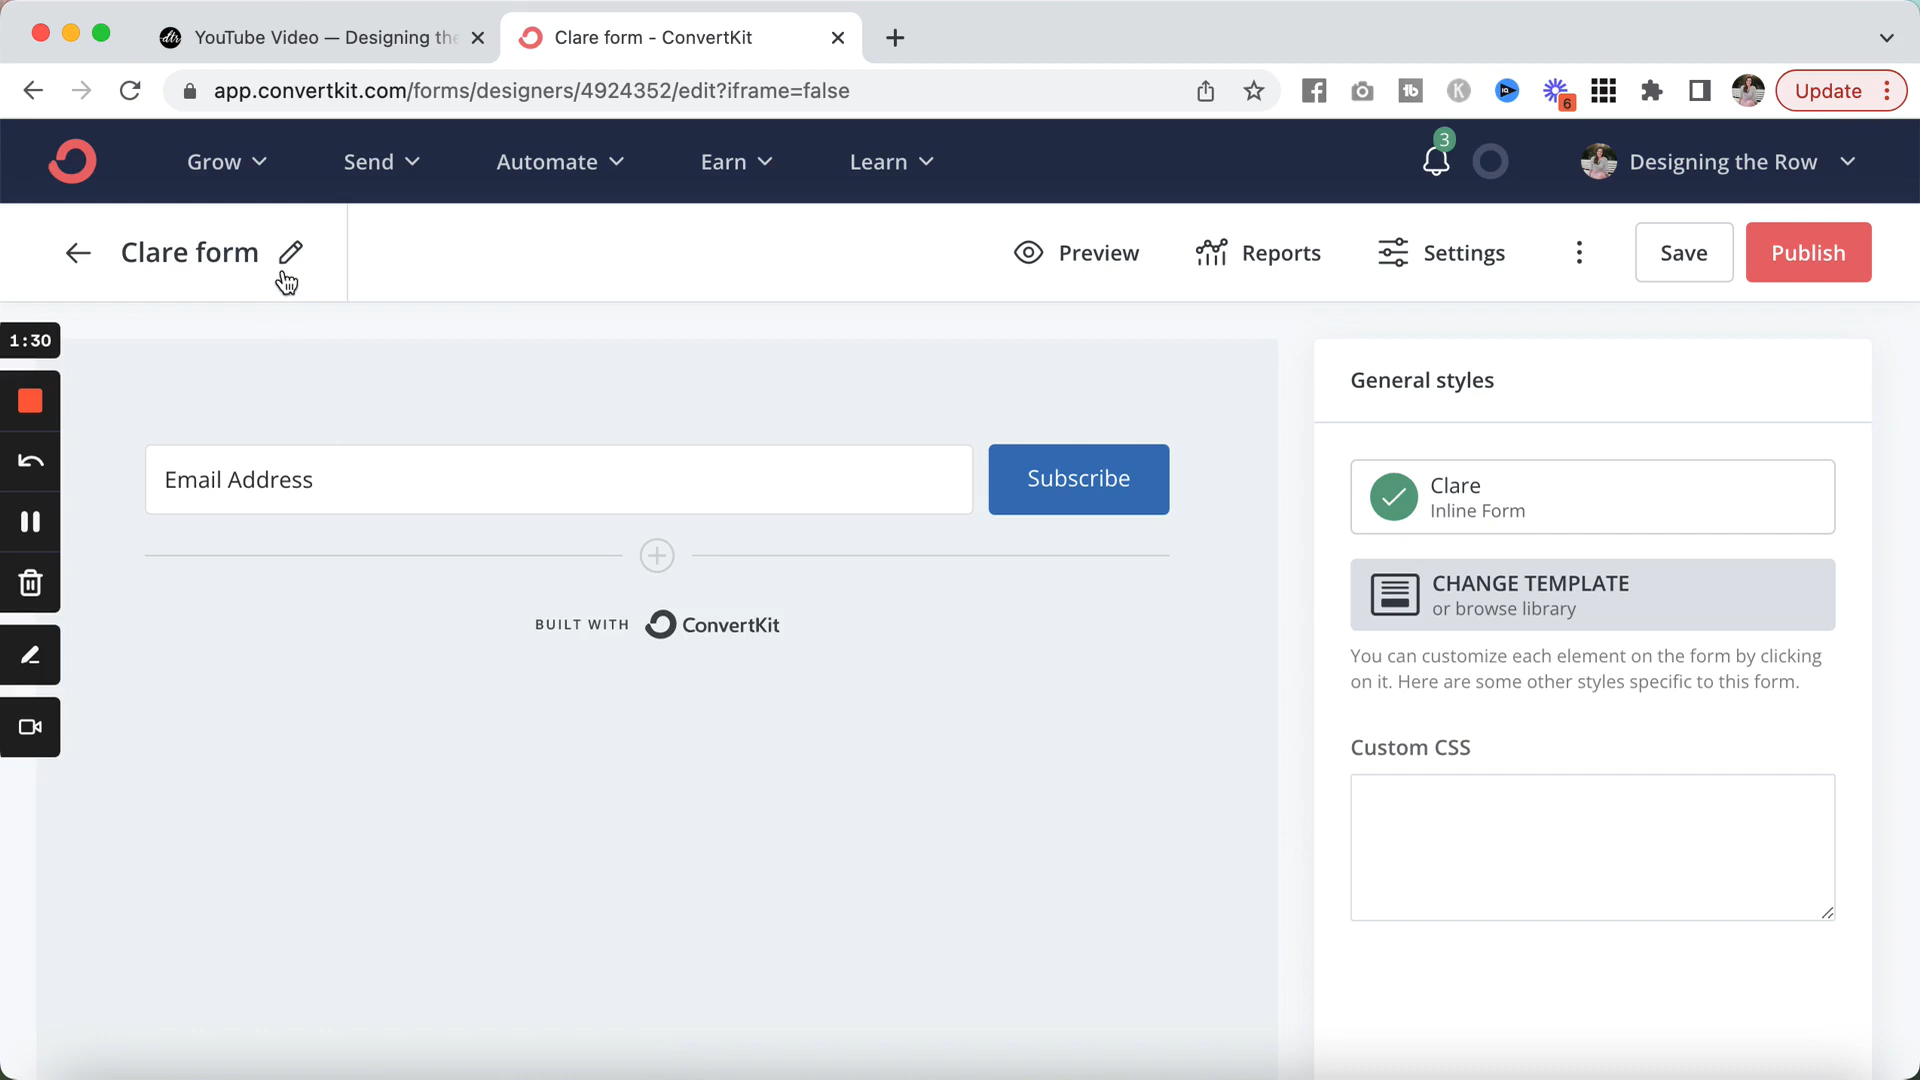 YouTube Video — Designing the
Clare form - ConvertKit
app.convertkit.com/forms/designers/4924352/edit?iframe=false
6
Update
Grow
Send
Automate
Earn
Learn
3
Designing the Row
Clare form
Preview
Reports
Settings
Save
Publish
1:30
General styles
Email Address
Subscribe
Clare
Inline Form
CHANGE TEMPLATE
or browse library
BUILT WITH ConvertKit
You can customize each element on the form by clicking
on it. Here are some other styles specific to this form.
Custom CSS